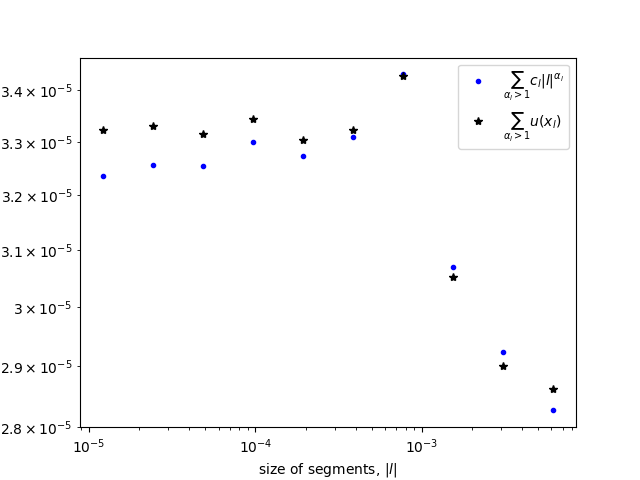 3.4 × 10⁻⁵
3.3 × 10⁻⁵
3.2 × 10⁻⁵
3.1 × 10⁻⁵
3 × 10⁻⁵
2.9 × 10⁻⁵
2.8 × 10⁻⁵
∑ c_l|l|^{α_l}
α_l>1
∑ u(x_l)
α_l>1
10⁻⁵ 10⁻⁴ 10⁻³
size of segments, |l|